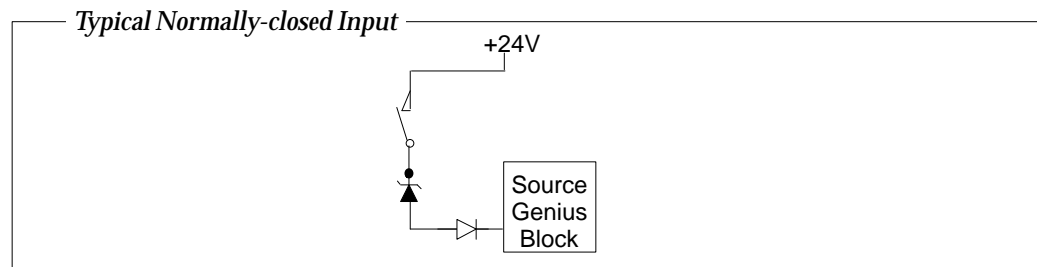 Typical Normally-closed Input
+24V
Source
Genius
Block